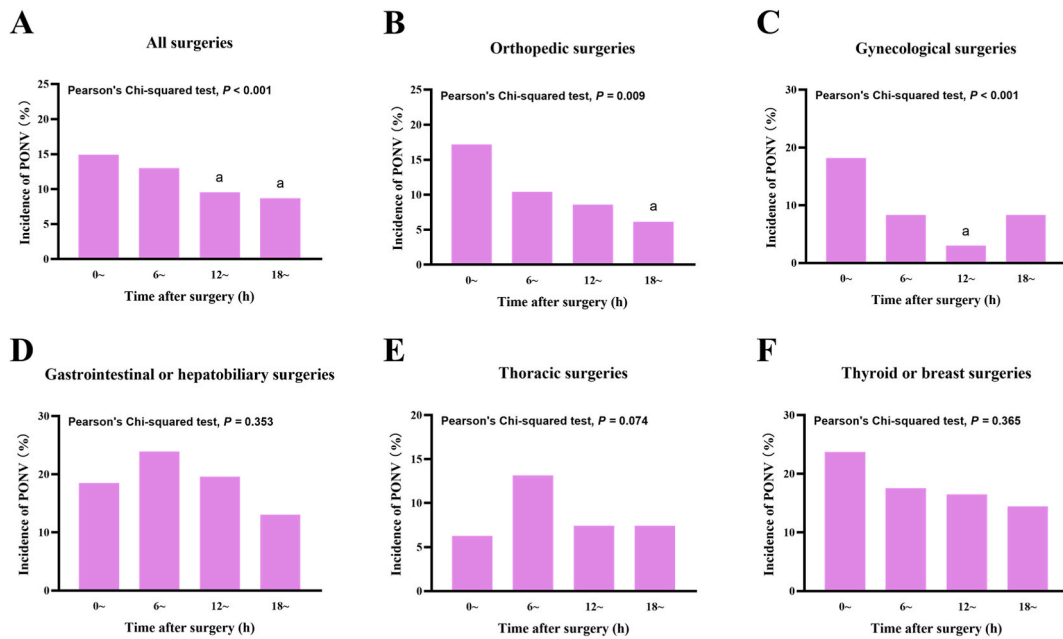 A
All surgeries
Pearson's Chi-squared test, P < 0.001
Incidence of PONV (%)
25
20
15
10
5
0
a
a
0~ 6~ 12~ 18~
Time after surgery (h)
B
Orthopedic surgeries
Pearson's Chi-squared test, P = 0.009
Incidence of PONV (%)
25
20
15
10
5
0
a
0~ 6~ 12~ 18~
Time after surgery (h)
C
Gynecological surgeries
Pearson's Chi-squared test, P < 0.001
Incidence of PONV (%)
30
20
10
0
a
0~ 6~ 12~ 18~
Time after surgery (h)
D
Gastrointestinal or hepatobiliary surgeries
Pearson's Chi-squared test, P = 0.353
Incidence of PONV (%)
30
20
10
0
0~ 6~ 12~ 18~
Time after surgery (h)
E
Thoracic surgeries
Pearson's Chi-squared test, P = 0.074
Incidence of PONV (%)
20
15
10
5
0
0~ 6~ 12~ 18~
Time after surgery (h)
F
Thyroid or breast surgeries
Pearson's Chi-squared test, P = 0.365
Incidence of PONV (%)
30
20
10
0
0~ 6~ 12~ 18~
Time after surgery (h)